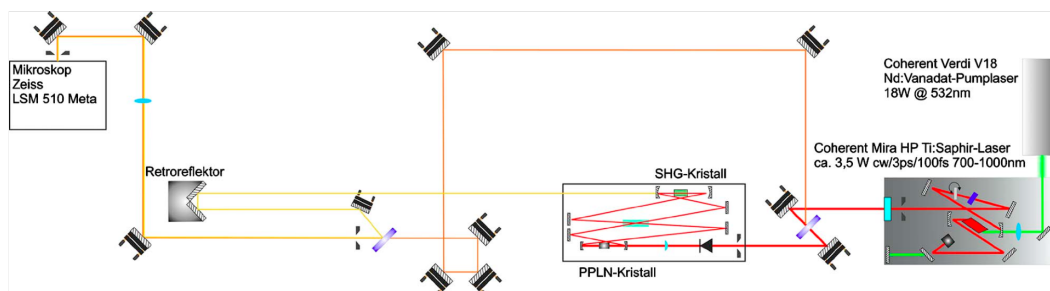 Mikroskop
Zeiss
LSM 510 Meta
Retroreflektor
SHG-Kristall
PPLN-Kristall
Coherent Verdi V18
Nd:Vanadat-Pumplaser
18W @ 532nm
Coherent Mira HP Ti:Saphir-Laser
ca. 3,5 W cw/3ps/100fs 700-1000nm